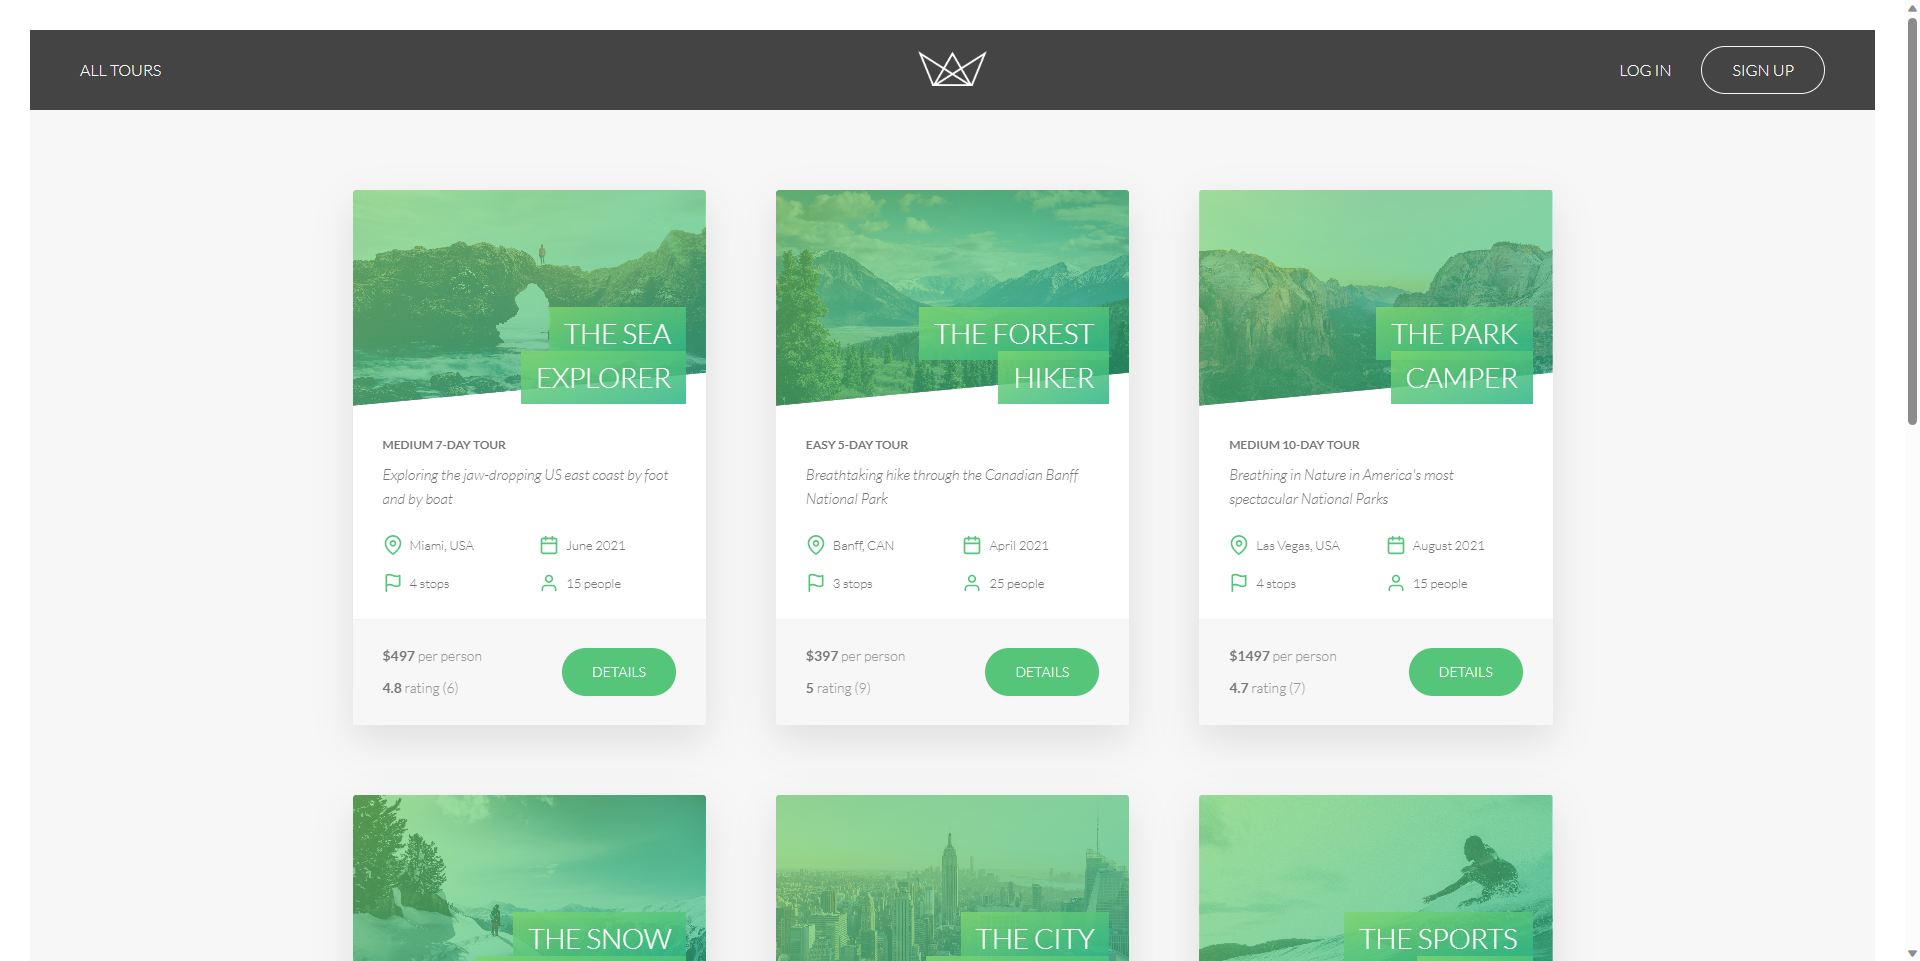 ALL TOURS
LOG IN
SIGN UP
THE SEA
EXPLORER
MEDIUM 7-DAY TOUR
Exploring the jaw-dropping US east coast by foot
and by boat
Miami, USA
June 2021
4 stops
15 people
$497 per person
4.8 rating (6)
DETAILS
THE FOREST
HIKER
EASY 5-DAY TOUR
Breathtaking hike through the Canadian Banff
National Park
Banff, CAN
April 2021
3 stops
25 people
$397 per person
5 rating (9)
DETAILS
THE PARK
CAMPER
MEDIUM 10-DAY TOUR
Breathing in Nature in America's most
spectacular National Parks
Las Vegas, USA
August 2021
4 stops
15 people
$1497 per person
4.7 rating (7)
DETAILS
THE SNOW
THE CITY
THE SPORTS